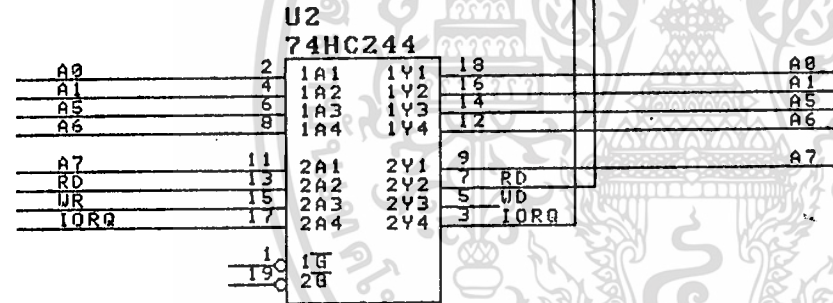 U2
74HC244
A0 2 1A1 1Y1 18 A0
A1 4 1A2 1Y2 16 A1
A5 6 1A3 1Y3 14 A5
A6 8 1A4 1Y4 12 A6
A7 11 2A1 2Y1 9 A7
RD 13 2A2 2Y2 7 RD
WR 15 2A3 2Y3 5 WD
IORQ 17 2A4 2Y4 3 IORQ
1 1G
19 2G